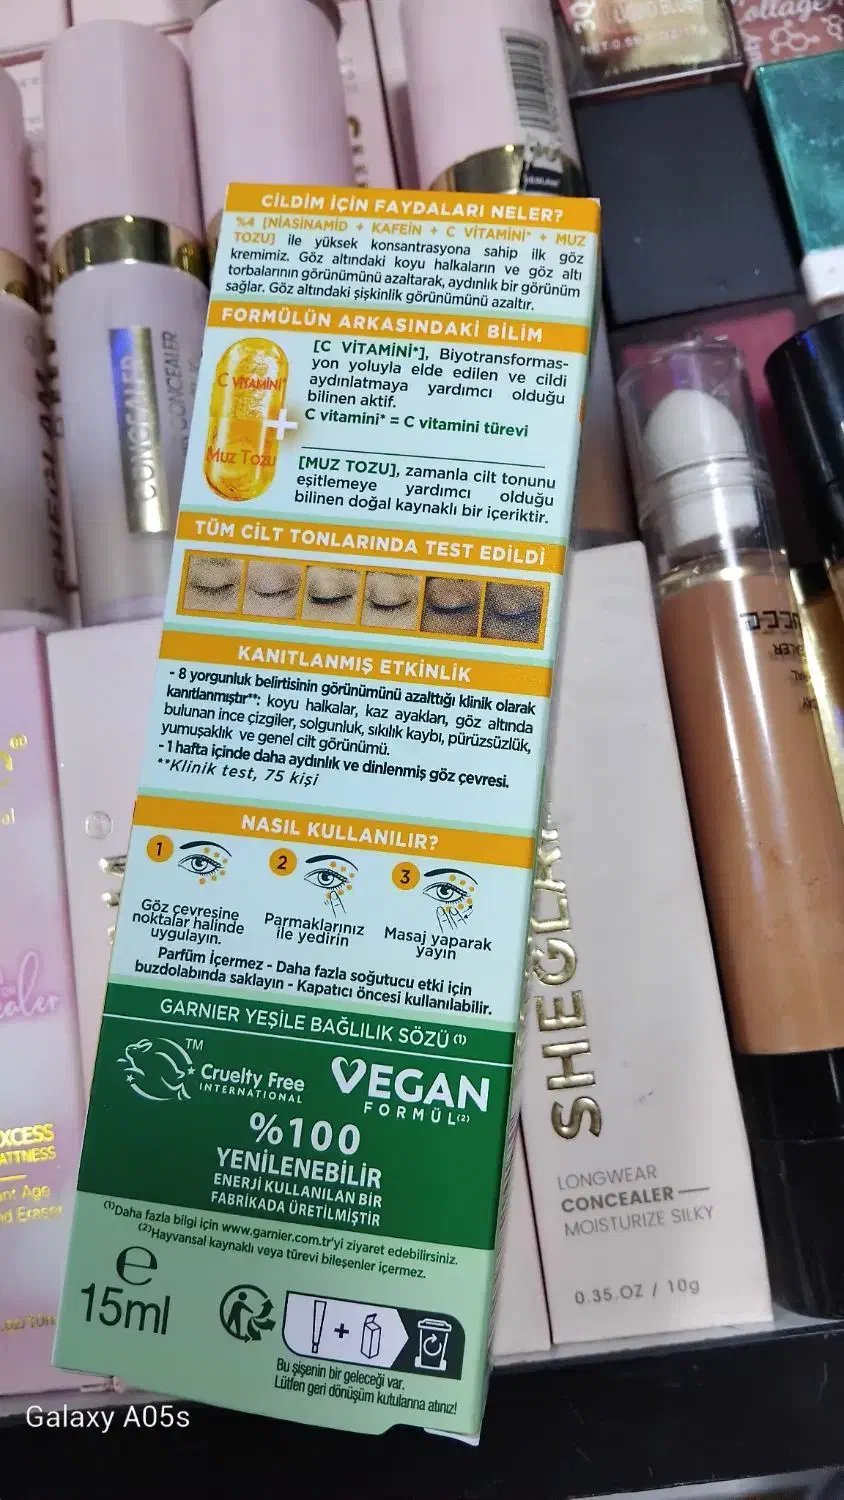 CİLDİM İÇİN FAYDALARI NELER?
%4 [NİASİNAMİD + KAFEİN + C VİTAMİNİ* + MUZ
TOZU] ile yüksek konsantrasyona sahip ilk göz
kremimiz. Göz altındaki koyu halkaların ve göz altı
torbalarının görünümünü azaltarak, aydınlık bir görünüm
sağlar. Göz altındaki şişkinlik görünümünü azaltır.
FORMÜLÜN ARKASINDAKİ BİLİM
C VİTAMİNİ*
+
MUZ TOZU
[C VİTAMİNİ*], Biyotransformas-
yon yoluyla elde edilen ve cildi
aydınlatmaya yardımcı olduğu
bilinen aktif.
C vitamini* = C vitamini türevi
[MUZ TOZU], zamanla cilt tonunu
eşitlemeye yardımcı olduğu
bilinen doğal kaynaklı bir içeriktir.
TÜM CİLT TONLARINDA TEST EDİLDİ
KANITLANMIŞ ETKİNLİK
- 8 yorgunluk belirtisinin görünümünü azalttığı klinik olarak
kanıtlanmıştır**: koyu halkalar, kaz ayakları, göz altında
bulunan ince çizgiler, solgunluk, sıkılık kaybı, pürüzsüzlük,
yumuşaklık ve genel cilt görünümü.
- 1 hafta içinde daha aydınlık ve dinlenmiş göz çevresi.
**Klinik test, 75 kişi
NASIL KULLANILIR?
1
2
3
Göz çevresine
noktalar halinde
uygulayın.
Parmaklarınız
ile yedirin
Masaj yaparak
yayın
Parfüm içermez - Daha fazla soğutucu etki için
buzdolabında saklayın - Kapatıcı öncesi kullanılabilir.
GARNIER YEŞİLE BAĞLILIK SÖZÜ (1)
TM
Cruelty Free
INTERNATIONAL
VEGAN
FORMÜL(2)
%100
YENİLENEBİLİR
ENERJİ KULLANILAN BİR
FABRİKADA ÜRETİLMİŞTİR
(1)Daha fazla bilgi için www.garnier.com.tr'yi ziyaret edebilirsiniz.
(2)Hayvansal kaynaklı veya türevi bileşenler içermez.
e
15ml
+
Bu şişenin bir geleceği var.
Lütfen geri dönüşüm kutularına atınız!
SHEGLAM
LONGWEAR
CONCEALER
MOISTURIZE SILKY
0.35.OZ / 10g
CONCEALER
CONCEALER
SHEGLAM
Collagen
Galaxy A05s